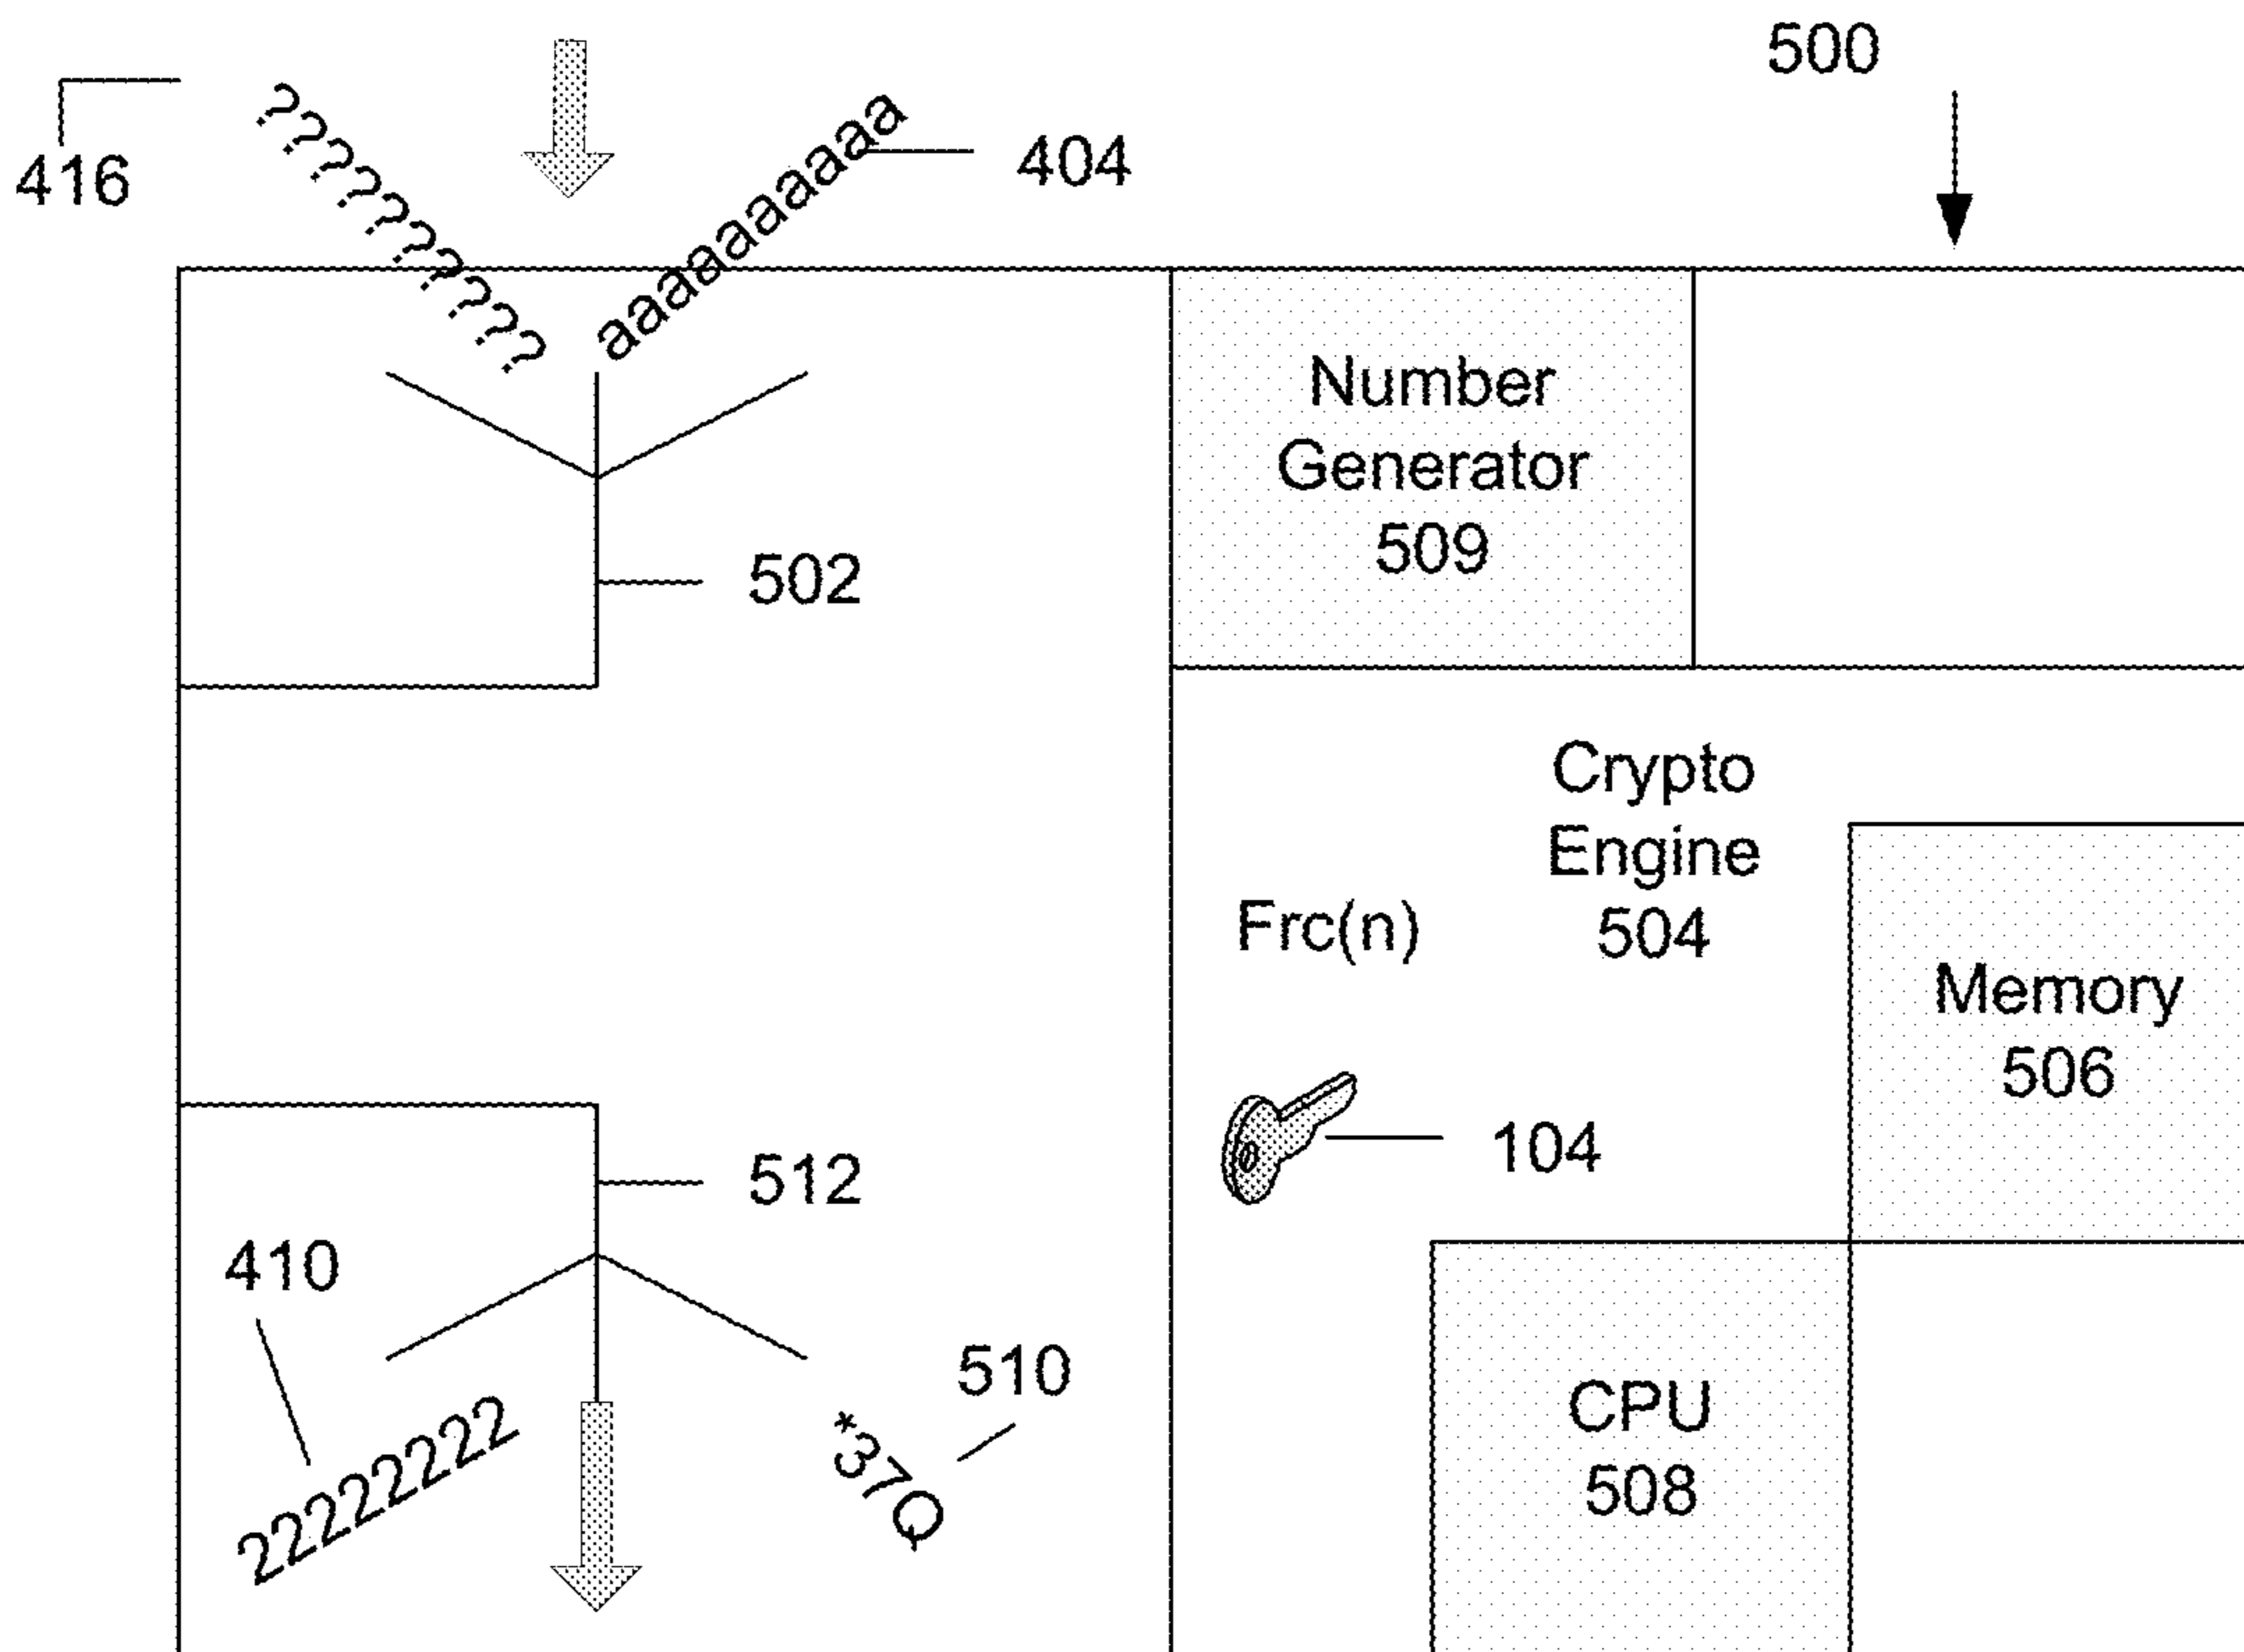 500
416
??????????
aaaaaaaaaa
404
Number
Generator
509
502
Crypto
Engine
504
Frc(n)
Memory
506
104
512
410
510
22222222
*37Q
CPU
508